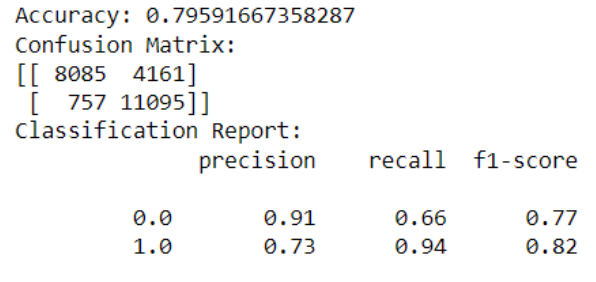 Accuracy: 0.79591667358287
Confusion Matrix:
[[ 8085  4161]
 [  757 11095]]
Classification Report:
precision    recall  f1-score
0.0       0.91      0.66      0.77
1.0       0.73      0.94      0.82